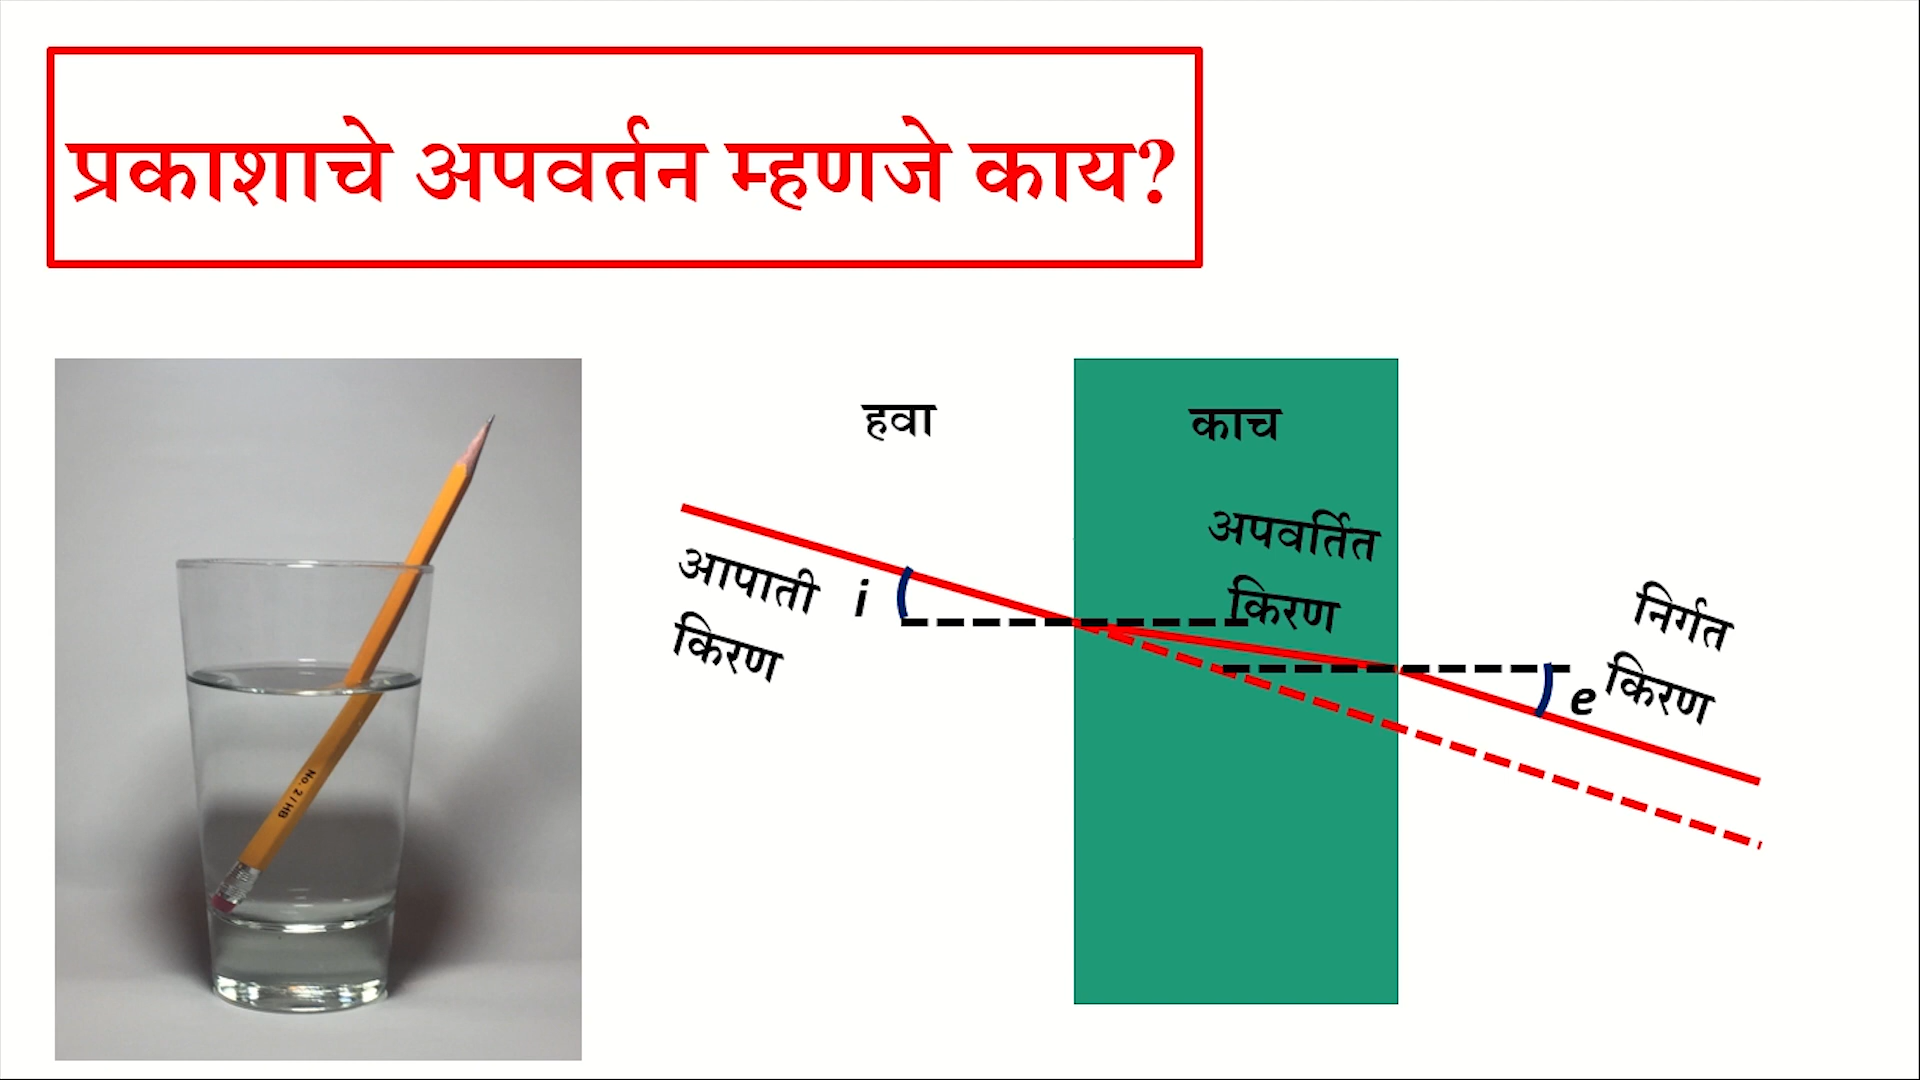 प्रकाशाचे अपवर्तन म्हणजे काय?
हवा
काच
आपाती
किरण
i
अपवर्तित
किरण
निर्गत
किरण
e
No. 2 / HB